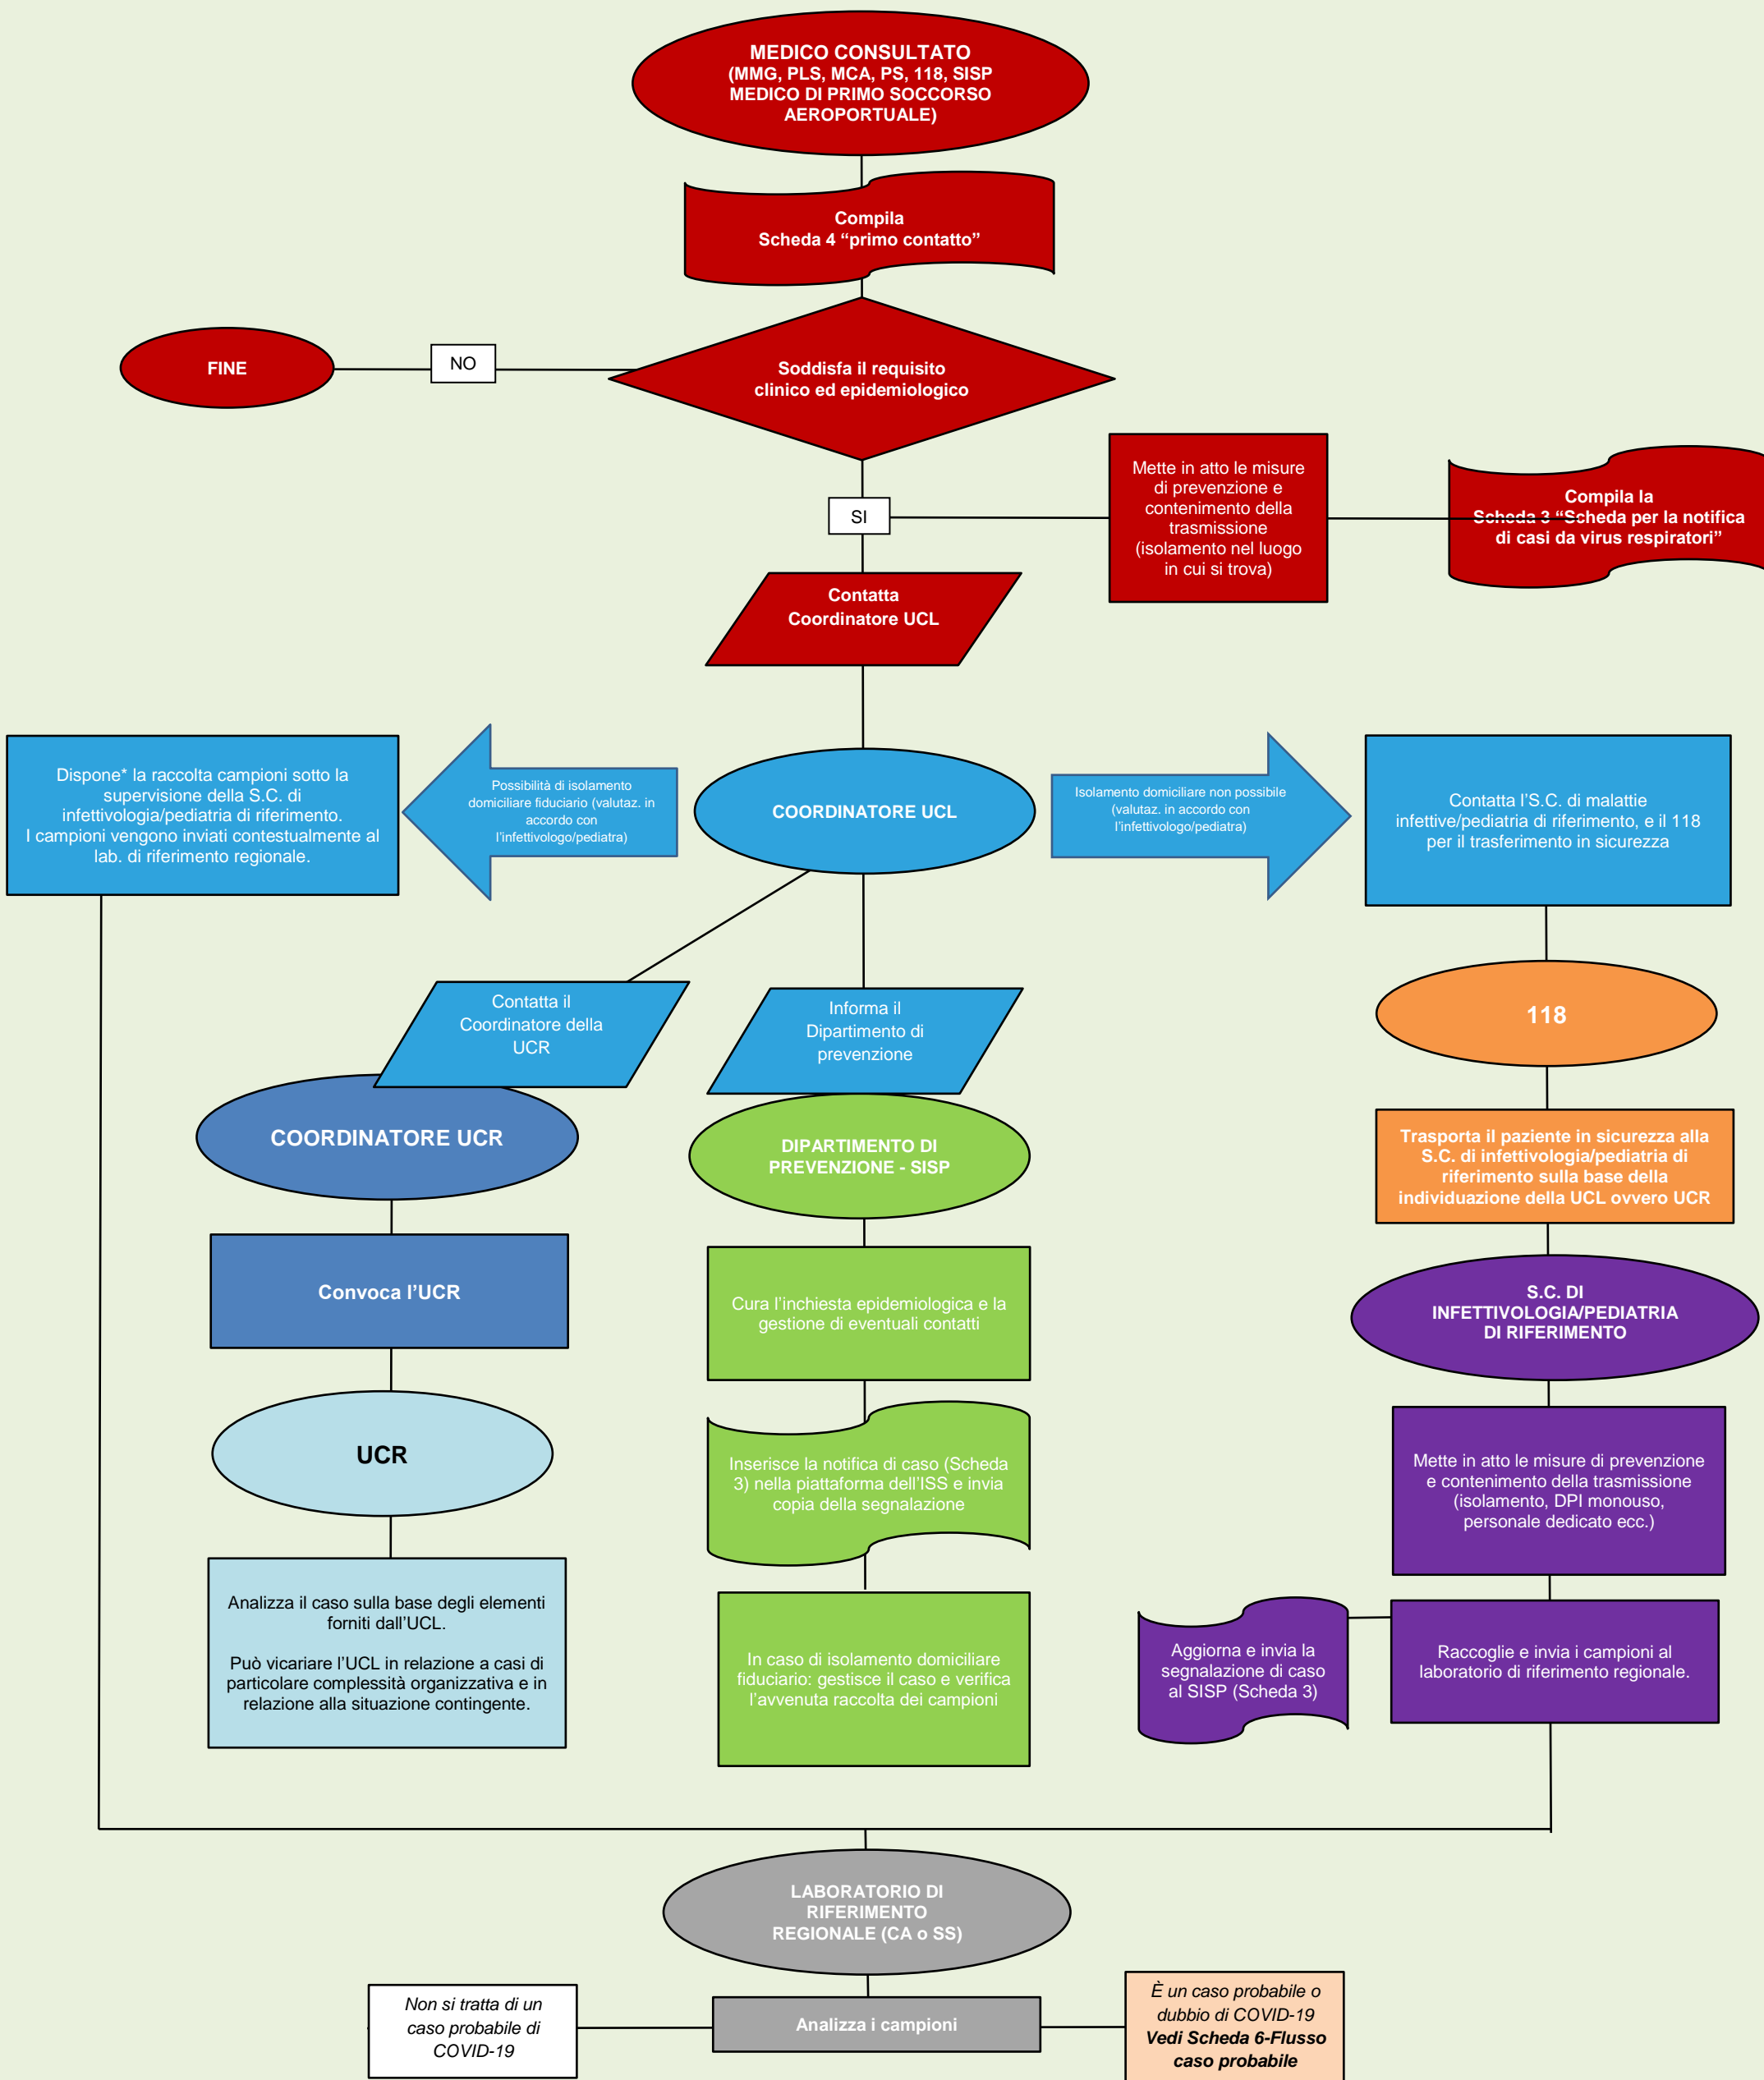 MEDICO CONSULTATO
(MMG, PLS, MCA, PS, 118, SISP
MEDICO DI PRIMO SOCCORSO
AEROPORTUALE)
Compila
Scheda 4 “primo contatto”
FINE
NO
Soddisfa il requisito
clinico ed epidemiologico
SI
Mette in atto le misure
di prevenzione e
contenimento della
trasmissione
(isolamento nel luogo
in cui si trova)
Compila la
Scheda 3 “Scheda per la notifica
di casi da virus respiratori”
Contatta
Coordinatore UCL
Dispone* la raccolta campioni sotto la
supervisione della S.C. di
infettivologia/pediatria di riferimento.
I campioni vengono inviati contestualmente al
lab. di riferimento regionale.
Possibilità di isolamento
domiciliare fiduciario (valutaz. in
accordo con
l’infettivologo/pediatra)
COORDINATORE UCL
Isolamento domiciliare non possibile
(valutaz. in accordo con
l’infettivologo/pediatra)
Contatta l’S.C. di malattie
infettive/pediatria di riferimento, e il 118
per il trasferimento in sicurezza
Contatta il
Coordinatore della
UCR
Informa il
Dipartimento di
prevenzione
118
COORDINATORE UCR
DIPARTIMENTO DI
PREVENZIONE - SISP
Trasporta il paziente in sicurezza alla
S.C. di infettivologia/pediatria di
riferimento sulla base della
individuazione della UCL ovvero UCR
Convoca l’UCR
Cura l’inchiesta epidemiologica e la
gestione di eventuali contatti
S.C. DI
INFETTIVOLOGIA/PEDIATRIA
DI RIFERIMENTO
UCR
Inserisce la notifica di caso (Scheda
3) nella piattaforma dell’ISS e invia
copia della segnalazione
Mette in atto le misure di prevenzione
e contenimento della trasmissione
(isolamento, DPI monouso,
personale dedicato ecc.)
Analizza il caso sulla base degli elementi
forniti dall’UCL.
Può vicariare l’UCL in relazione a casi di
particolare complessità organizzativa e in
relazione alla situazione contingente.
In caso di isolamento domiciliare
fiduciario: gestisce il caso e verifica
l’avvenuta raccolta dei campioni
Aggiorna e invia la
segnalazione di caso
al SISP (Scheda 3)
Raccoglie e invia i campioni al
laboratorio di riferimento regionale.
LABORATORIO DI
RIFERIMENTO
REGIONALE (CA o SS)
Non si tratta di un
caso probabile di
COVID-19
Analizza i campioni
È un caso probabile o
dubbio di COVID-19
Vedi Scheda 6-Flusso
caso probabile